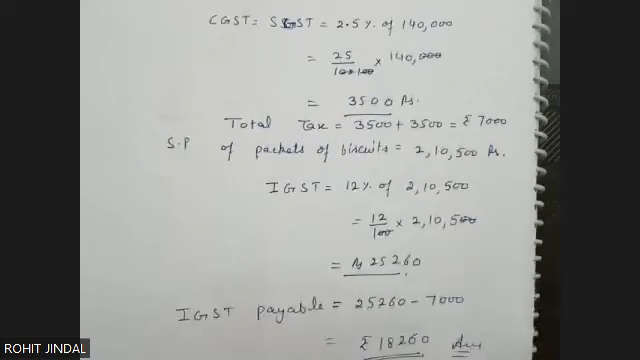 CGST = SGST = 2.5 % of 140,000
= 25/10×100 × 140,000
= 3500 Rs.
Total Tax = 3500 + 3500 = ₹ 7000
S.P of packets of biscuits = 2,10,500 Rs.
IGST = 12 % of 2,10,500
= 12/100 × 2,10,500
= Rs 25260
IGST payable = 25260 - 7000
= ₹ 18260 Ans
ROHIT JINDAL